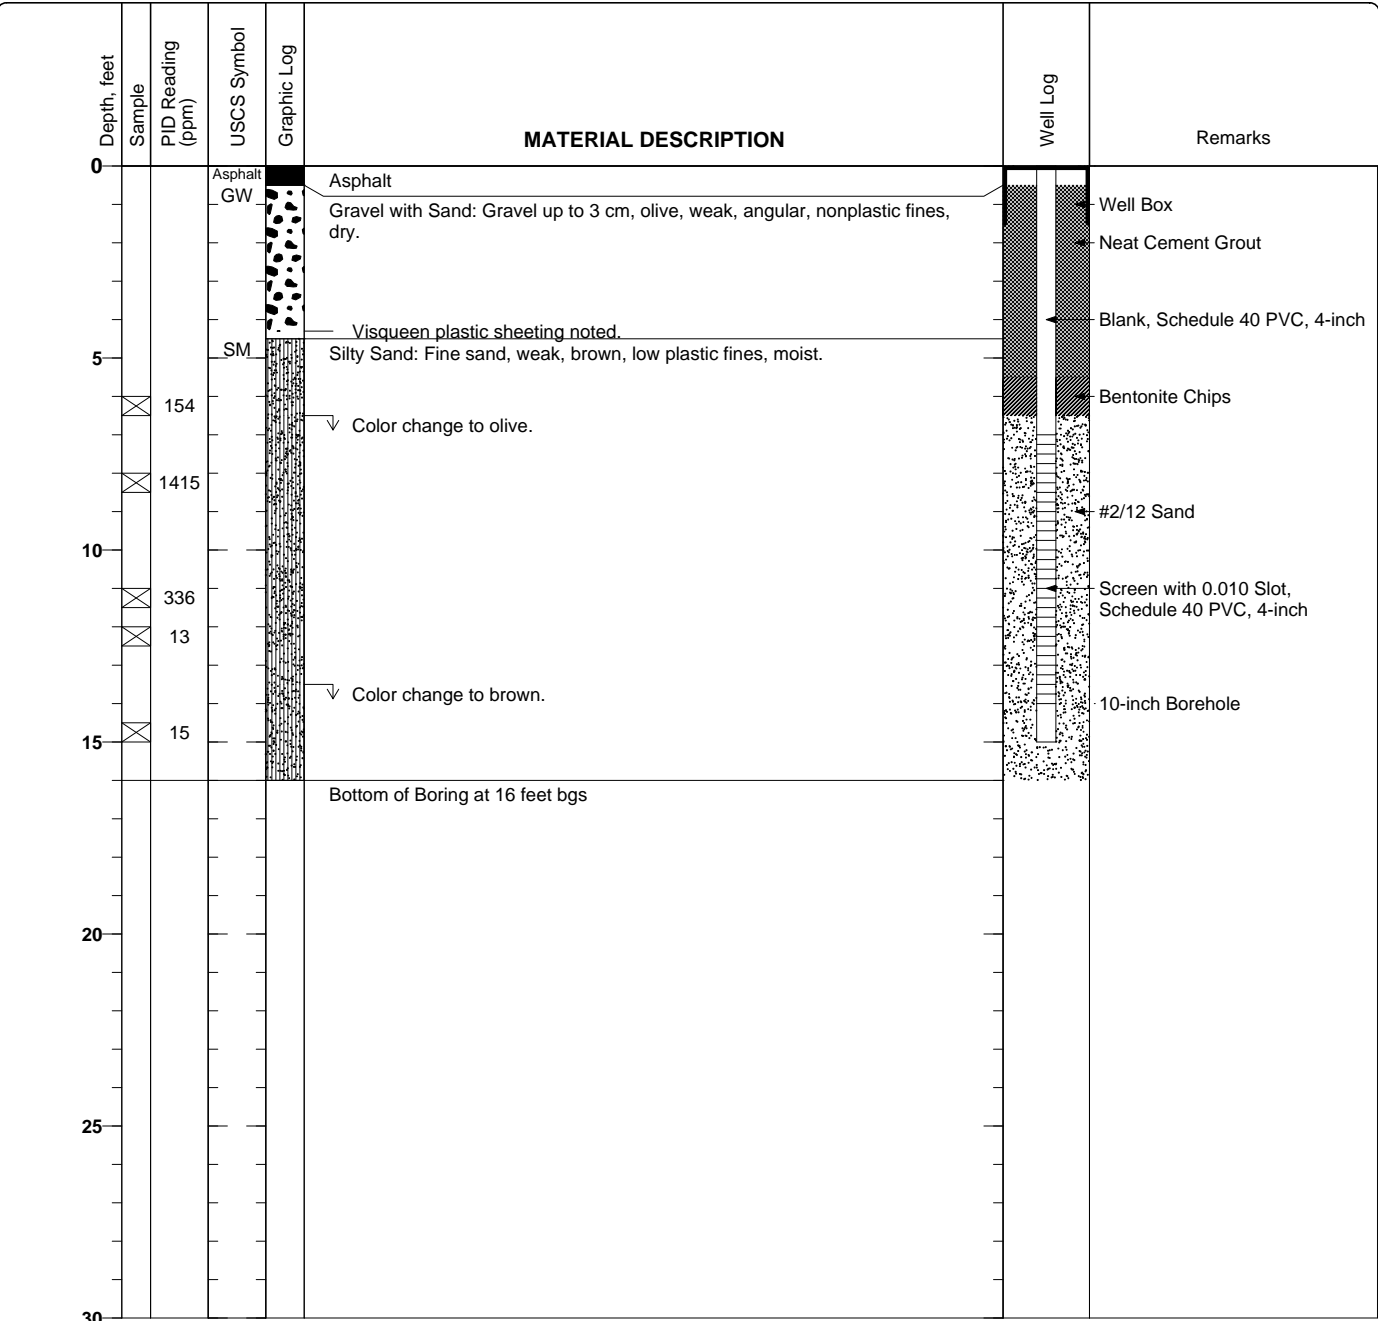 Depth, feet
Sample
PID Reading
(ppm)
USCS Symbol
Graphic Log
MATERIAL DESCRIPTION
Well Log
Remarks
0
Asphalt
GW
Asphalt
Gravel with Sand: Gravel up to 3 cm, olive, weak, angular, nonplastic fines,
dry.
Well Box
Neat Cement Grout
Blank, Schedule 40 PVC, 4-inch
Visqueen plastic sheeting noted.
SM
Silty Sand: Fine sand, weak, brown, low plastic fines, moist.
5
154
Bentonite Chips
Color change to olive.
1415
#2/12 Sand
10
336
Screen with 0.010 Slot,
Schedule 40 PVC, 4-inch
13
Color change to brown.
10-inch Borehole
15
15
Bottom of Boring at 16 feet bgs
20
25
30